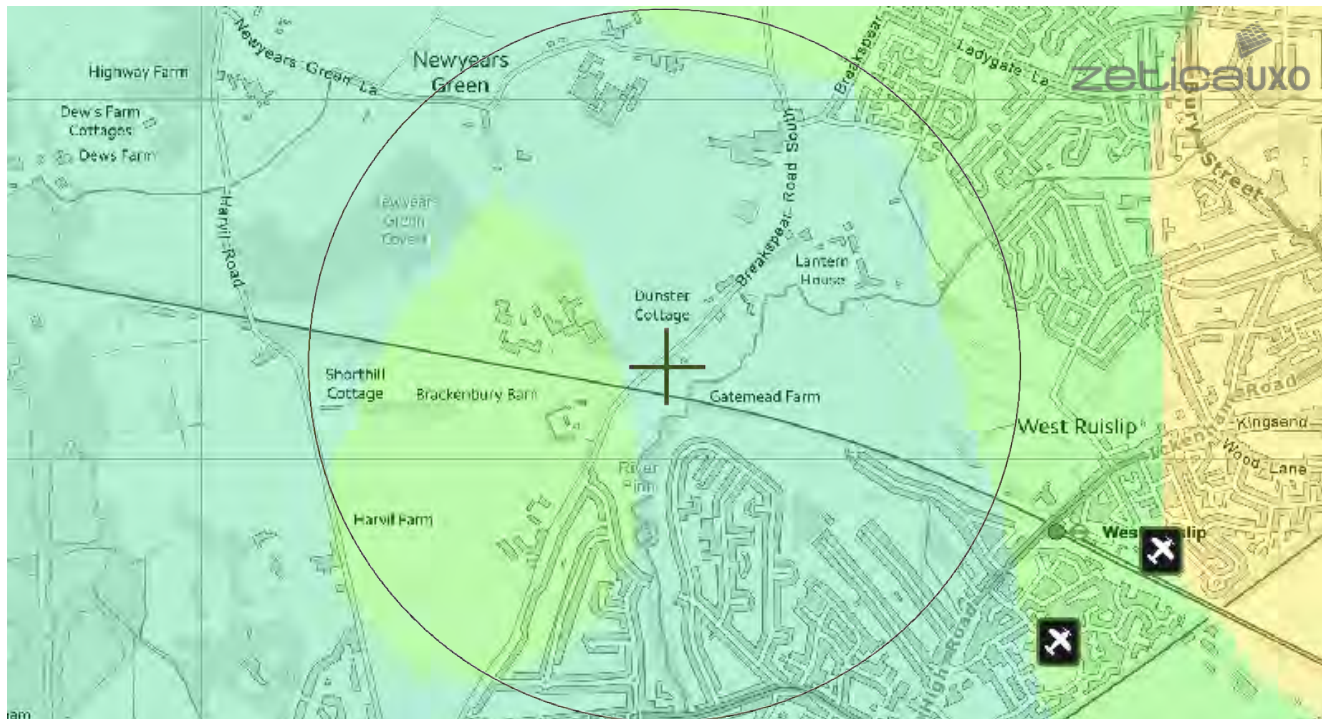 Newyears Green La
Highway Farm
Newyears
Green
Breakspear
Ladygate La
zeticauxo
Dew's Farm
Cottages
Dews Farm
Street
Harvil Road
Green
Covert
Breakspear Road South
Lantern
House
Dunster
Cottage
Shorthill
Cottage
Brackenbury Barn
Gatemead Farm
West Ruislip
Road
Kingsend
Wood Lane
River
Pinn
Harvil Farm
High Road